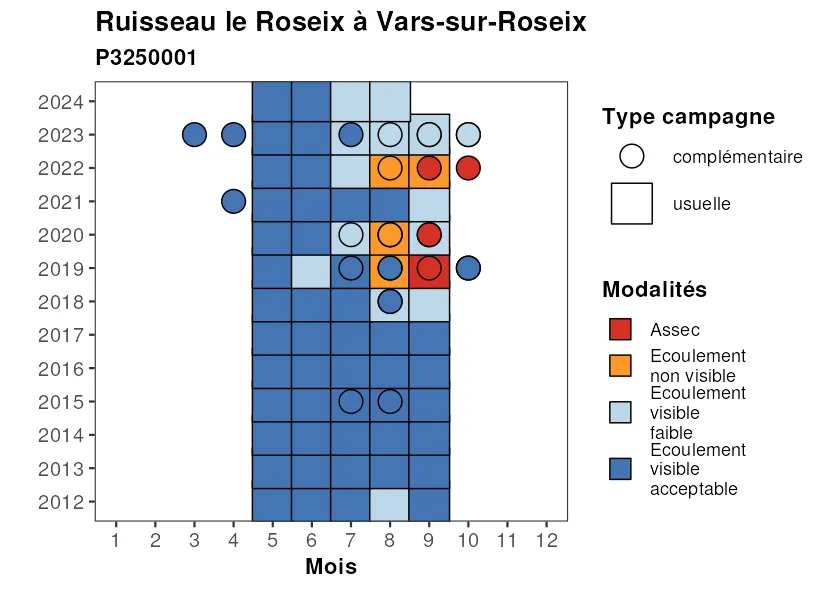 Ruisseau le Roseix à Vars-sur-Roseix
P3250001
2024
2023
2022
2021
2020
2019
2018
2017
2016
2015
2014
2013
2012
1 2 3 4 5 6 7 8 9 10 11 12
Mois
Type campagne
complémentaire
usuelle
Modalités
Assec
Ecoulement
non visible
Ecoulement
visible
faible
Ecoulement
visible
acceptable